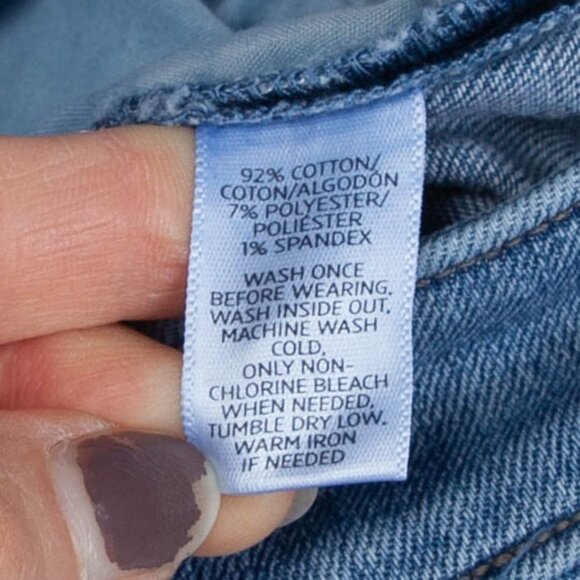 92% COTTON/
COTON/ALGODÓN
7% POLYESTER/
POLIÉSTER
1% SPANDEX
WASH ONCE
BEFORE WEARING.
WASH INSIDE OUT.
MACHINE WASH
COLD.
ONLY NON-
CHLORINE BLEACH
WHEN NEEDED.
TUMBLE DRY LOW.
WARM IRON
IF NEEDED